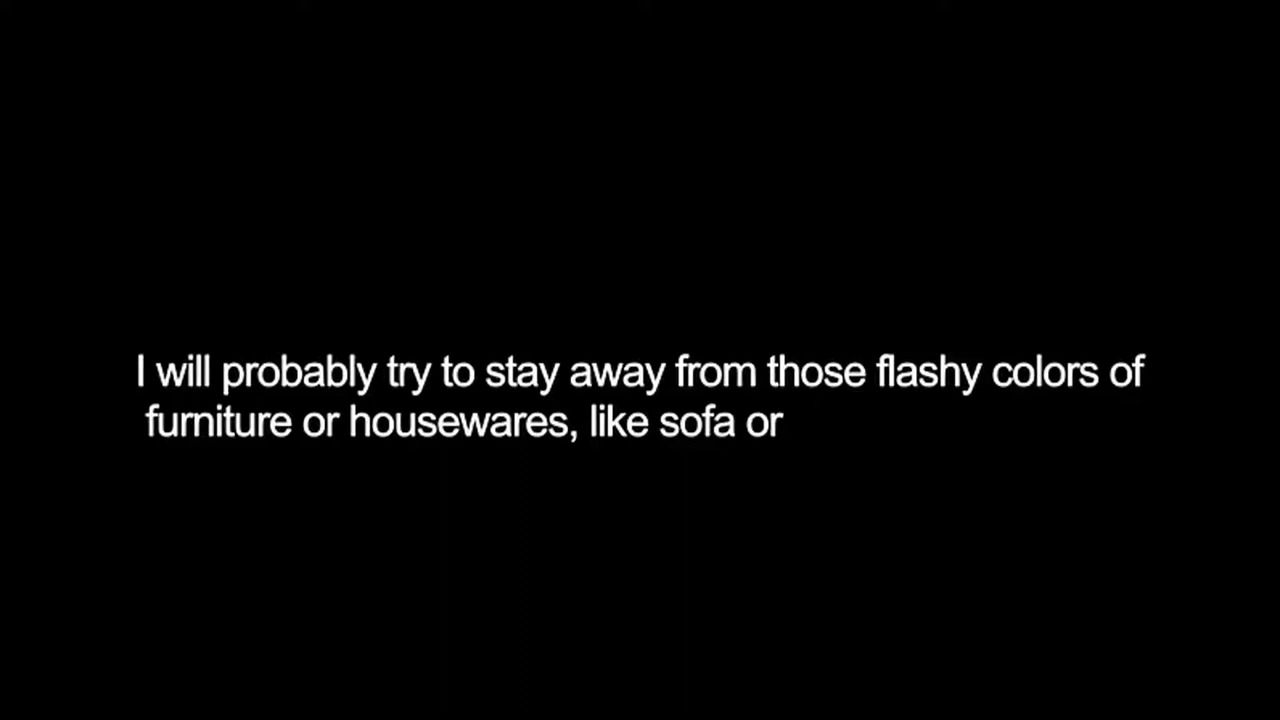 I will probably try to stay away from those flashy colors of
furniture or housewares, like sofa or